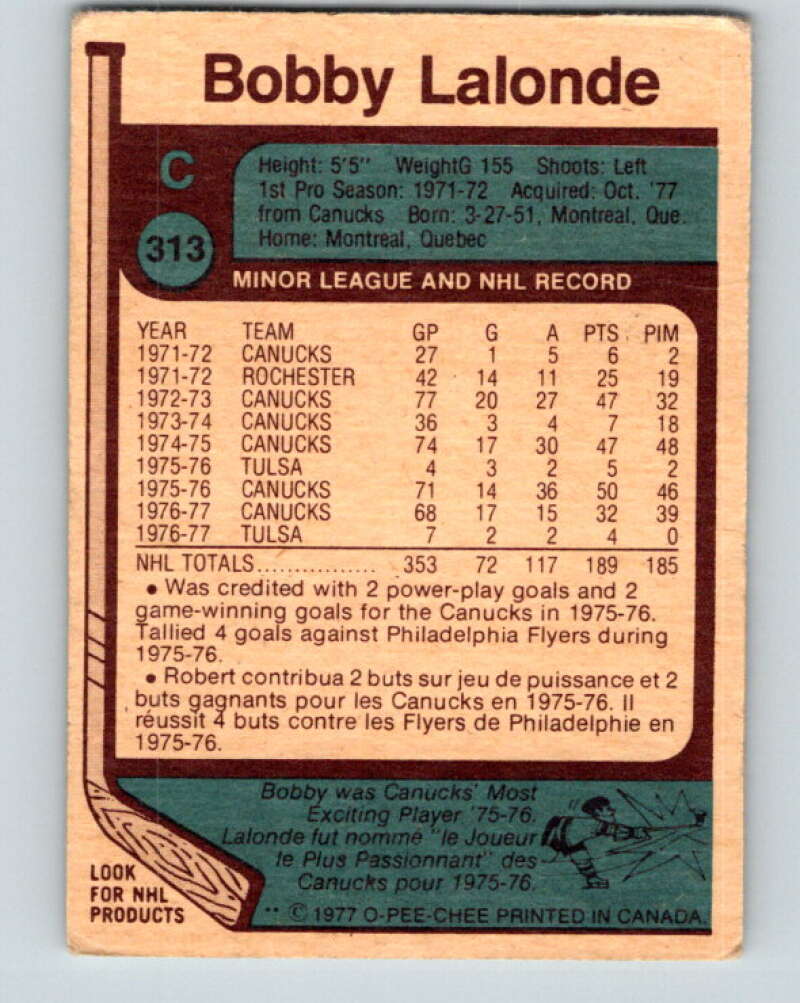 Bobby Lalonde
C
313
Height: 5'5" WeightG 155 Shoots: Left
1st Pro Season: 1971-72 Acquired: Oct. '77
from Canucks Born: 3-27-51, Montreal, Que.
Home: Montreal, Quebec
MINOR LEAGUE AND NHL RECORD
YEAR TEAM GP G A PTS PIM
1971-72 CANUCKS 27 1 5 6 2
1971-72 ROCHESTER 42 14 11 25 19
1972-73 CANUCKS 77 20 27 47 32
1973-74 CANUCKS 36 3 4 7 18
1974-75 CANUCKS 74 17 30 47 48
1975-76 TULSA 4 3 2 5 2
1975-76 CANUCKS 71 14 36 50 46
1976-77 CANUCKS 68 17 15 32 39
1976-77 TULSA 7 2 2 4 0
NHL TOTALS................ 353 72 117 189 185
• Was credited with 2 power-play goals and 2
game-winning goals for the Canucks in 1975-76.
Tallied 4 goals against Philadelphia Flyers during
1975-76.
• Robert contribua 2 buts sur jeu de puissance et 2
buts gagnants pour les Canucks en 1975-76. Il
réussit 4 buts contre les Flyers de Philadelphie en
1975-76.
Bobby was Canucks' Most
Exciting Player '75-76.
Lalonde fut nommé "le Joueur
le Plus Passionnant" des
Canucks pour 1975-76.
LOOK
FOR NHL
PRODUCTS
** © 1977 O-PEE-CHEE PRINTED IN CANADA.